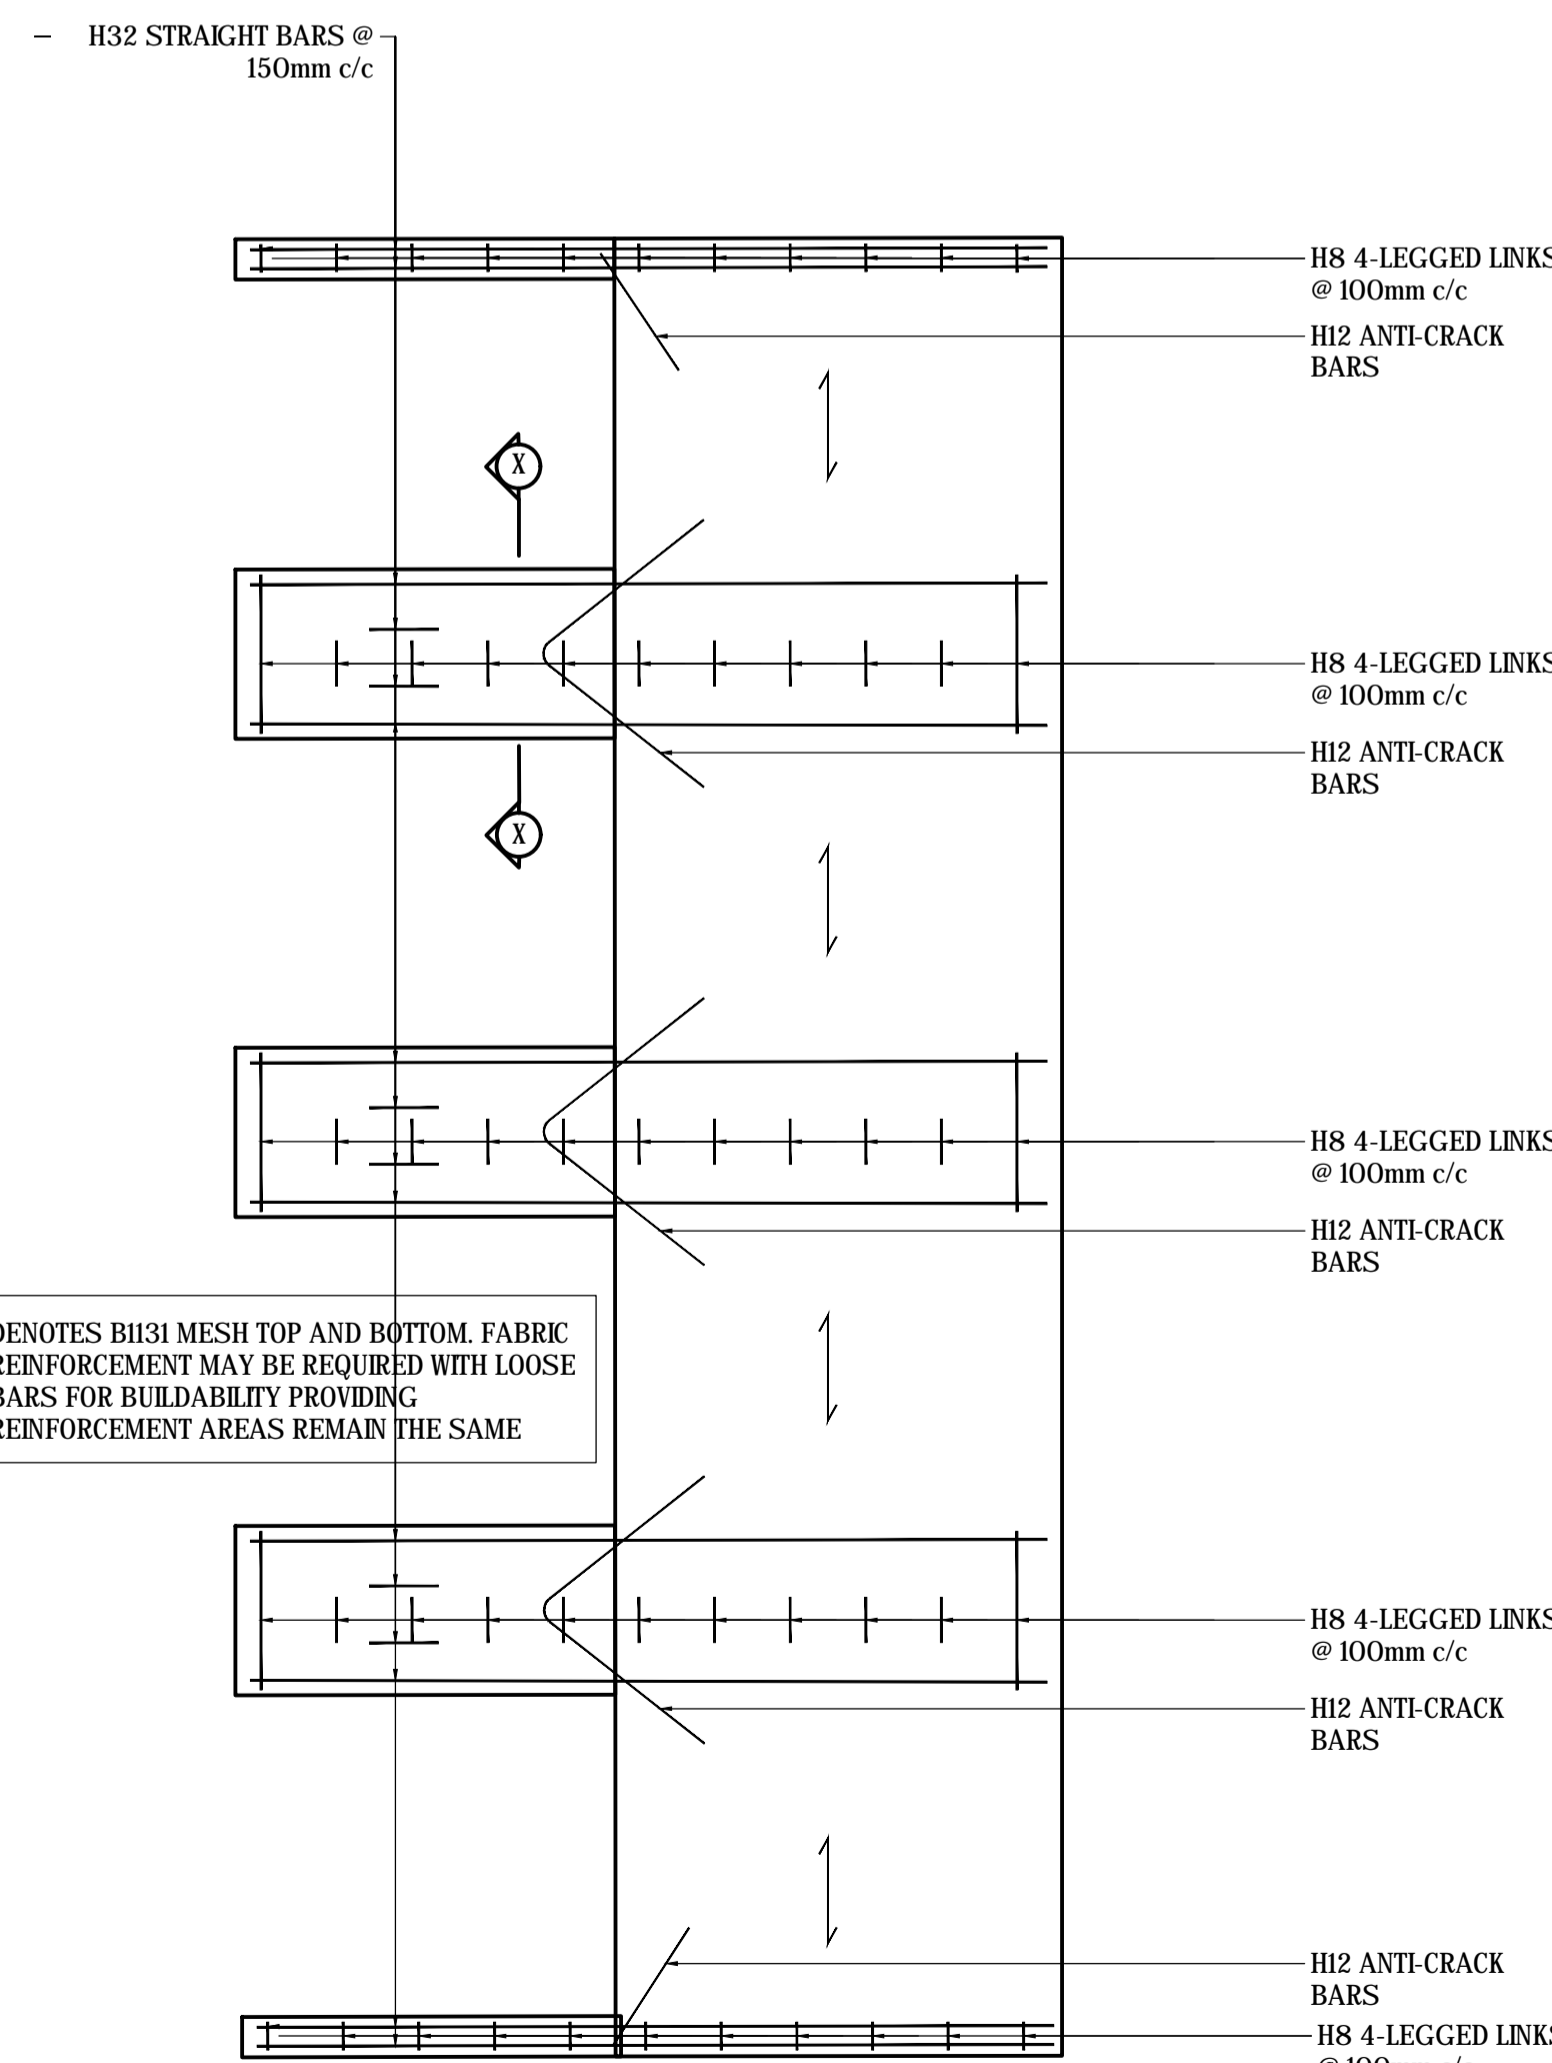 – H32 STRAIGHT BARS @
150mm c/c
H8 4-LEGGED LINKS
@ 100mm c/c
H12 ANTI-CRACK
BARS
X
H8 4-LEGGED LINKS
@ 100mm c/c
H12 ANTI-CRACK
BARS
X
H8 4-LEGGED LINKS
@ 100mm c/c
H12 ANTI-CRACK
BARS
DENOTES B1131 MESH TOP AND BOTTOM. FABRIC
REINFORCEMENT MAY BE REQUIRED WITH LOOSE
BARS FOR BUILDABILITY PROVIDING
REINFORCEMENT AREAS REMAIN THE SAME
H8 4-LEGGED LINKS
@ 100mm c/c
H12 ANTI-CRACK
BARS
H12 ANTI-CRACK
BARS
H8 4-LEGGED LINKS
@ 100mm c/c